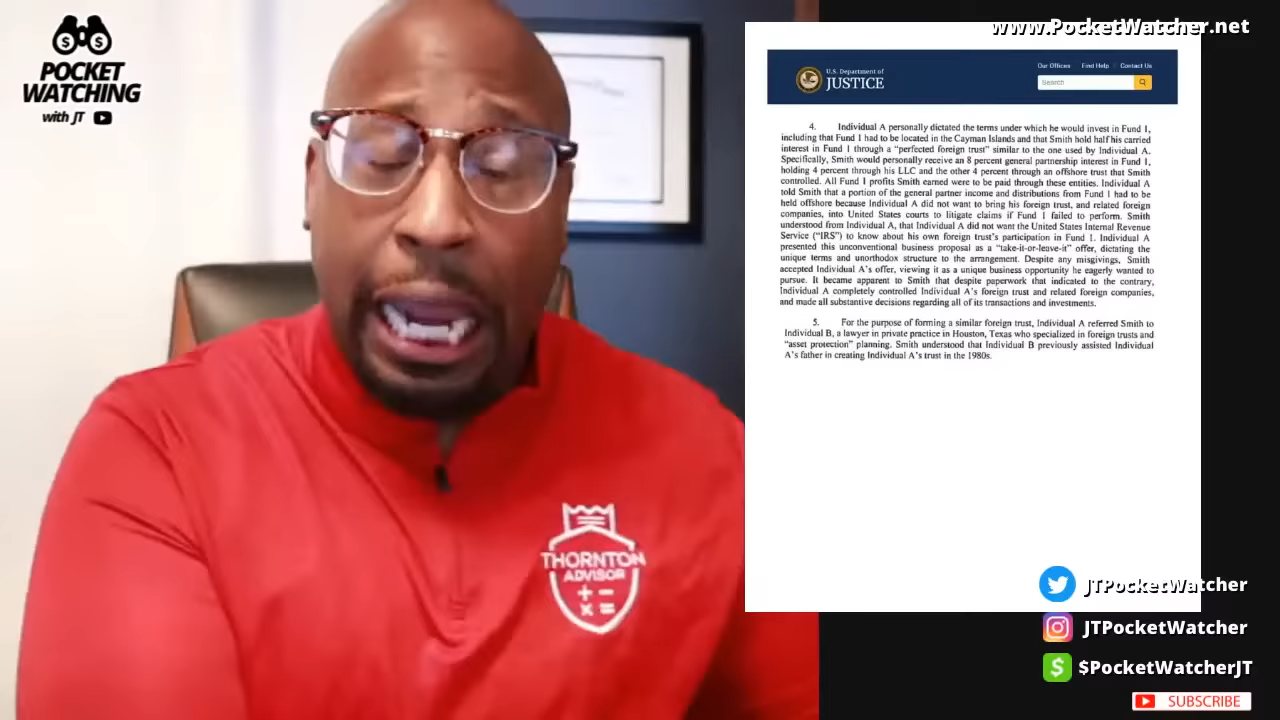 www.PocketWatcher.net
POCKET
WATCHING
with JT
U.S. Department of
JUSTICE
Our Offices
Find Help
Contact Us
Search
4. Individual A personally dictated the terms under which he would invest in Fund 1,
including that Fund 1 had to be located in the Cayman Islands and that Smith hold half his carried
interest in Fund 1 through a “perfected foreign trust” similar to the one used by Individual A.
Specifically, Smith would personally receive an 8 percent general partnership interest in Fund 1,
holding 4 percent through his LLC and the other 4 percent through an offshore trust that Smith
controlled. All Fund 1 profits Smith earned were to be paid through these entities. Individual A
told Smith that a portion of the general partner income and distributions from Fund 1 had to be
held offshore because Individual A did not want to bring his foreign trust, and related foreign
companies, into United States courts to litigate claims if Fund 1 failed to perform. Smith
understood from Individual A, that Individual A did not want the United States Internal Revenue
Service (“IRS”) to know about his own foreign trust’s participation in Fund 1. Individual A
presented this unconventional business proposal as a “take-it-or-leave-it” offer, dictating the
unique terms and unorthodox structure to the arrangement. Despite any misgivings, Smith
accepted Individual A’s offer, viewing it as a unique business opportunity he eagerly wanted to
pursue. It became apparent to Smith that despite paperwork that indicated to the contrary,
Individual A completely controlled Individual A’s foreign trust and related foreign companies,
and made all substantive decisions regarding all of its transactions and investments.
5. For the purpose of forming a similar foreign trust, Individual A referred Smith to
Individual B, a lawyer in private practice in Houston, Texas who specialized in foreign trusts and
“asset protection” planning. Smith understood that Individual B previously assisted Individual
A’s father in creating Individual A’s trust in the 1980s.
THORNTON
ADVISOR
JTPocketWatcher
JTPocketWatcher
$PocketWatcherJT
SUBSCRIBE